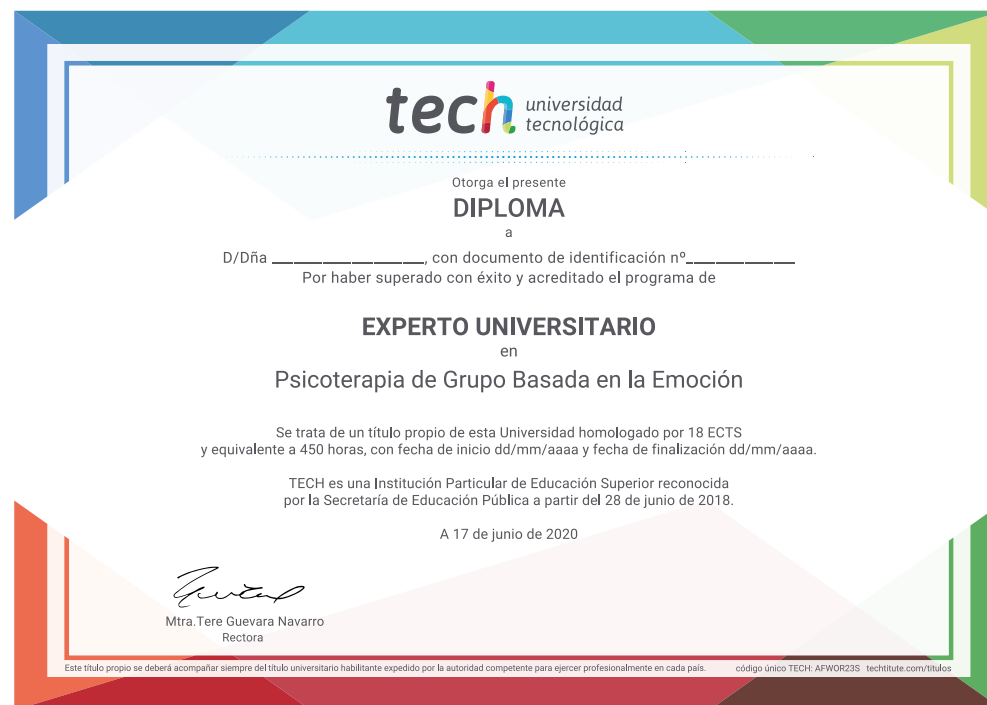 tech universidad
tecnológica
Otorga el presente
DIPLOMA
a
D/Dña ____________________, con documento de identificación nº______________
Por haber superado con éxito y acreditado el programa de
EXPERTO UNIVERSITARIO
en
Psicoterapia de Grupo Basada en la Emoción
Se trata de un título propio de esta Universidad homologado por 18 ECTS
y equivalente a 450 horas, con fecha de inicio dd/mm/aaaa y fecha de finalización dd/mm/aaaa.
TECH es una Institución Particular de Educación Superior reconocida
por la Secretaría de Educación Pública a partir del 28 de junio de 2018.
A 17 de junio de 2020
Mtra.Tere Guevara Navarro
Rectora
Este título propio se deberá acompañar siempre del título universitario habilitante expedido por la autoridad competente para ejercer profesionalmente en cada país. código único TECH: AFWOR23S techtitute.com/titulos